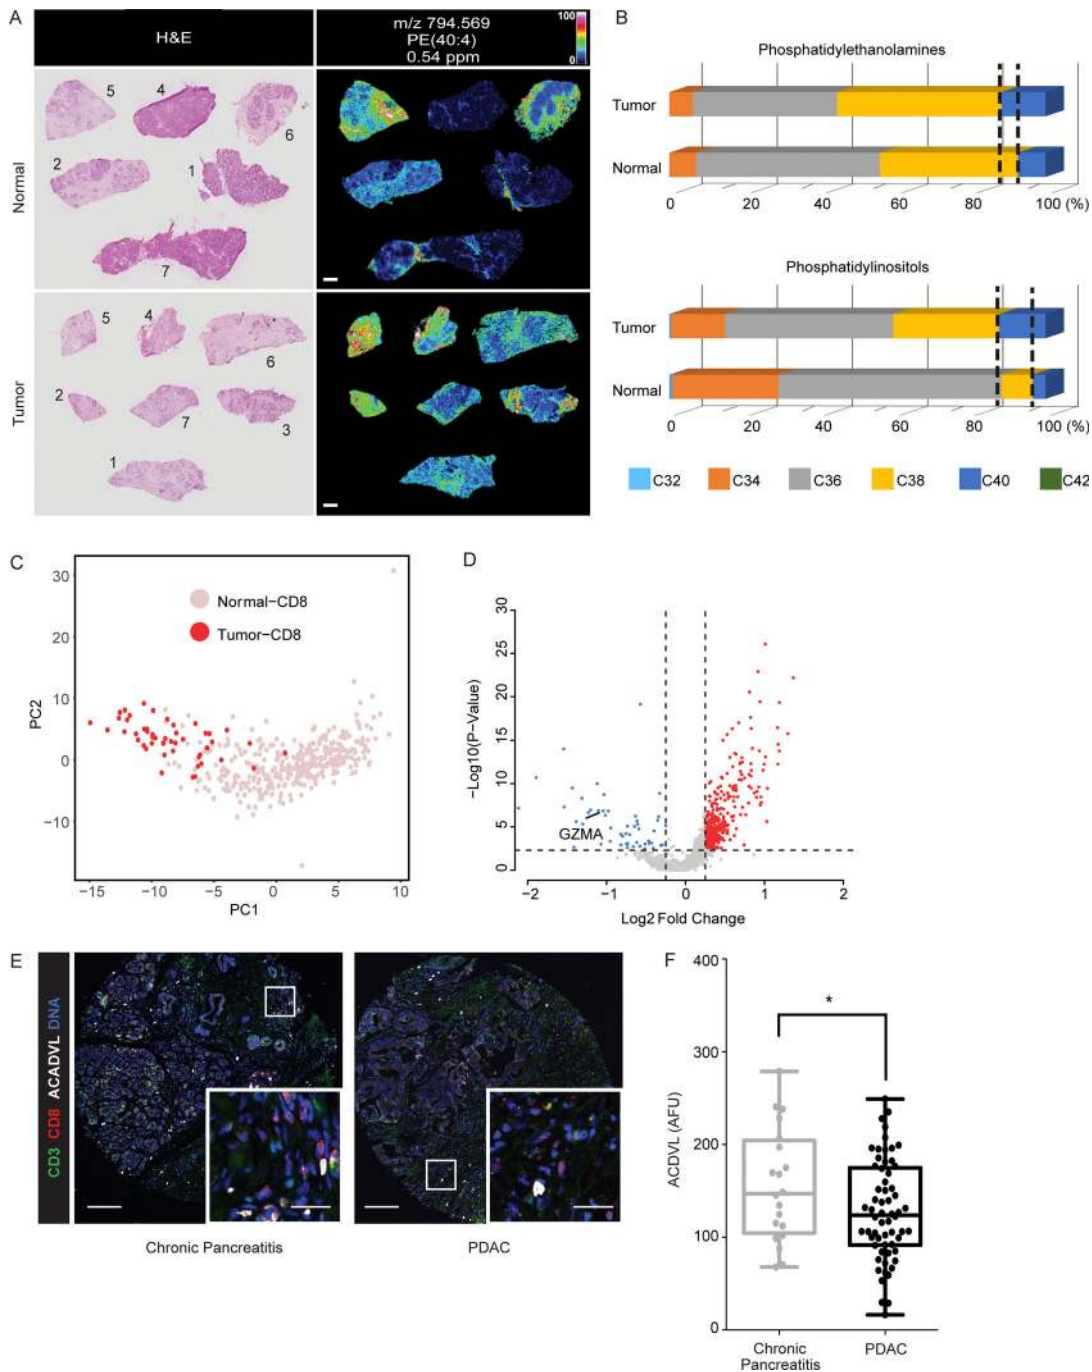 A
H&E
m/z 794.569
PE(40:4)
0.54 ppm
100
0
Normal
5
4
6
2
1
7
Tumor
5
4
6
2
7
3
1
B
Phosphatidylethanolamines
Tumor
Normal
0 20 40 60 80 100 (%)
Phosphatidylinositols
Tumor
Normal
0 20 40 60 80 100 (%)
C32 C34 C36 C38 C40 C42
C
Normal−CD8
Tumor−CD8
PC2
30
20
10
0
−10
−15 −10 −5 0 5 10
PC1
D
−Log10(P−Value)
30
25
20
15
10
5
0
GZMA
−2 −1 0 1 2
Log2 Fold Change
E
CD3 CD8 ACADVL DNA
Chronic Pancreatitis
PDAC
F
ACDVL (AFU)
400
300
200
100
0
*
Chronic
Pancreatitis
PDAC